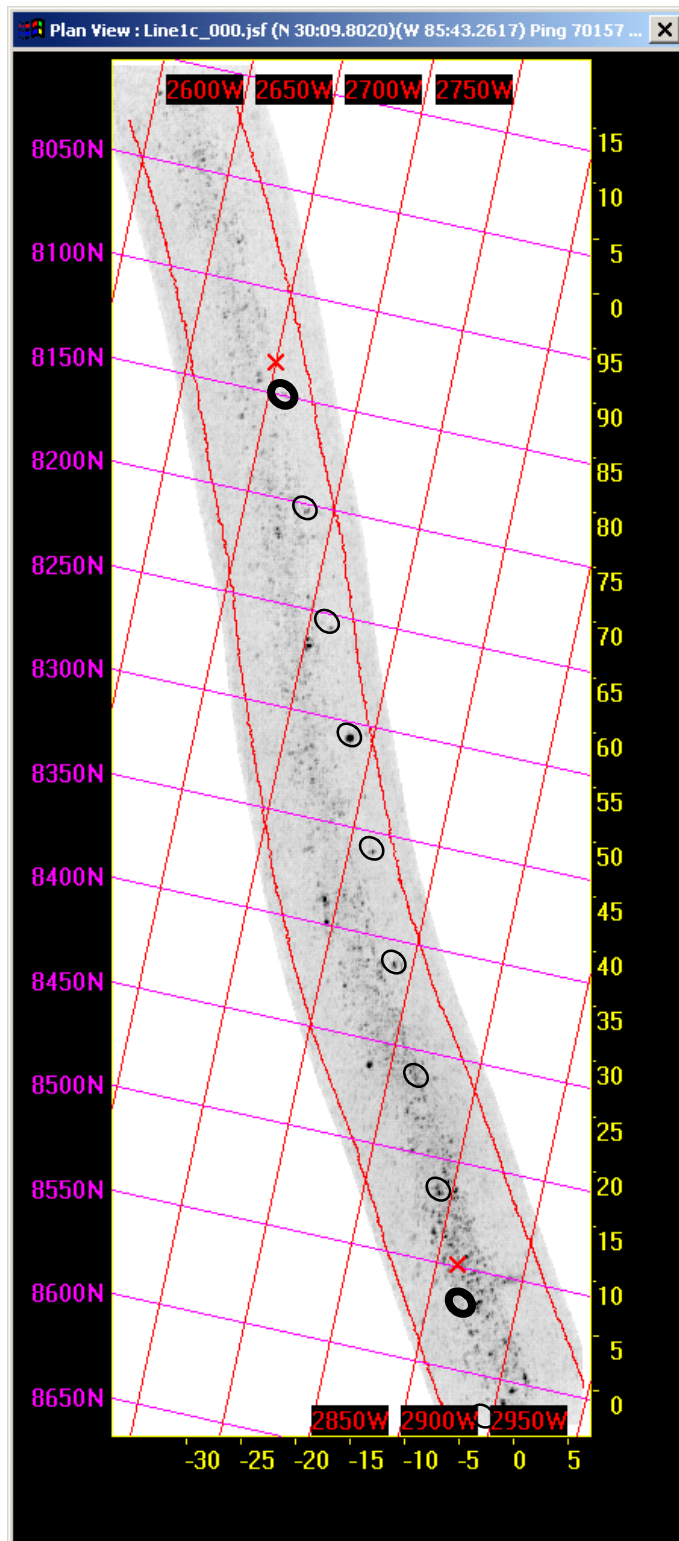 Plan View : Line1c_000.jsf (N 30:09.8020)(W 85:43.2617) Ping 70157 ...
2600W 2650W 2700W 2750W
8050N 15
10
8100N 5
0
8150N 95
90
8200N 85
80
8250N 75
70
8300N 65
60
8350N 55
50
8400N 45
40
8450N 35
30
8500N 25
20
8550N 15
10
8600N 5
8650N 0
2850W 2900W 2950W
-30 -25 -20 -15 -10 -5 0 5